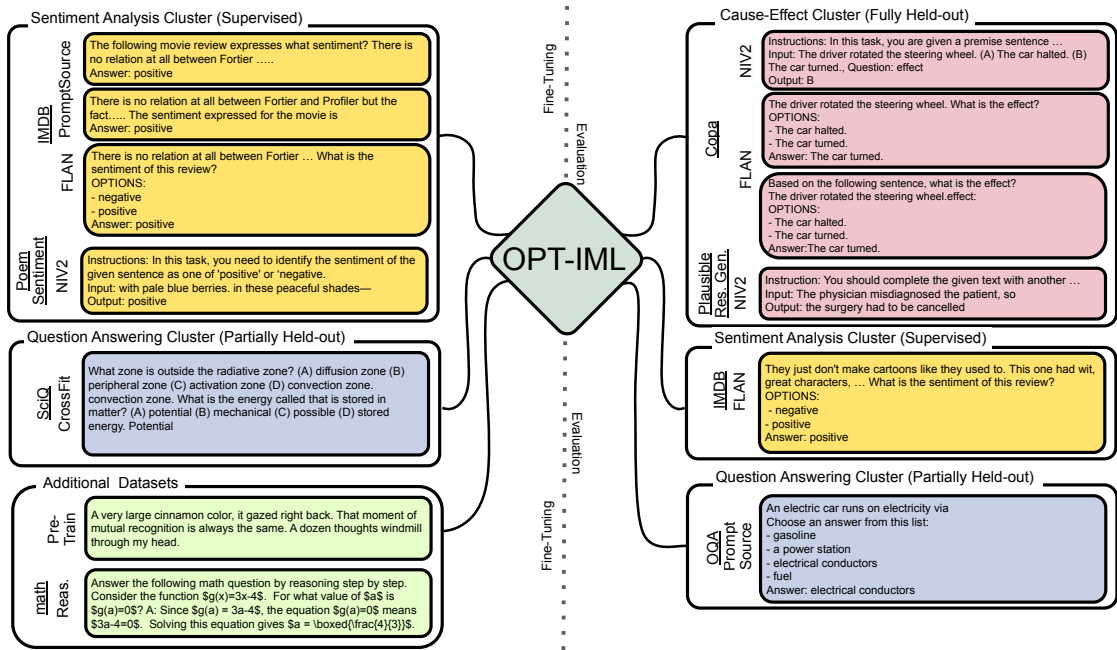 Sentiment Analysis Cluster (Supervised)
IMDB
PromptSource
The following movie review expresses what sentiment? There is
no relation at all between Fortier …..
Answer: positive
There is no relation at all between Fortier and Profiler but the
fact….. The sentiment expressed for the movie is
Answer: positive
FLAN
There is no relation at all between Fortier … What is the
sentiment of this review?
OPTIONS:
- negative
- positive
Answer: positive
Poem
Sentiment
NIV2
Instructions: In this task, you need to identify the sentiment of the
given sentence as one of 'positive' or 'negative.
Input: with pale blue berries. in these peaceful shades—
Output: positive
Question Answering Cluster (Partially Held-out)
SciQ
CrossFit
What zone is outside the radiative zone? (A) diffusion zone (B)
peripheral zone (C) activation zone (D) convection zone.
convection zone. What is the energy called that is stored in
matter? (A) potential (B) mechanical (C) possible (D) stored
energy. Potential
Additional Datasets
Pre-
Train
A very large cinnamon color, it gazed right back. That moment of
mutual recognition is always the same. A dozen thoughts windmill
through my head.
math
Reas.
Answer the following math question by reasoning step by step.
Consider the function $g(x)=3x-4$. For what value of $a$ is
$g(a)=0$? A: Since $g(a) = 3a-4$, the equation $g(a)=0$ means
$3a-4=0$. Solving this equation gives $a = \boxed{\frac{4}{3}}$.
Fine-Tuning
Evaluation
OPT-IML
Evaluation
Fine-Tuning
Cause-Effect Cluster (Fully Held-out)
Copa
NIV2
Instructions: In this task, you are given a premise sentence …
Input: The driver rotated the steering wheel. (A) The car halted. (B)
The car turned., Question: effect
Output: B
FLAN
The driver rotated the steering wheel. What is the effect?
OPTIONS:
- The car halted.
- The car turned.
Answer: The car turned.
Based on the following sentence, what is the effect?
The driver rotated the steering wheel.effect:
OPTIONS:
- The car halted.
- The car turned.
Answer:The car turned.
Plausible
Res. Gen.
NIV2
Instruction: You should complete the given text with another …
Input: The physician misdiagnosed the patient, so
Output: the surgery had to be cancelled
Sentiment Analysis Cluster (Supervised)
IMDB
FLAN
They just don't make cartoons like they used to. This one had wit,
great characters, … What is the sentiment of this review?
OPTIONS:
- negative
- positive
Answer: positive
Question Answering Cluster (Partially Held-out)
OQA
Prompt
Source
An electric car runs on electricity via
Choose an answer from this list:
- gasoline
- a power station
- electrical conductors
- fuel
Answer: electrical conductors